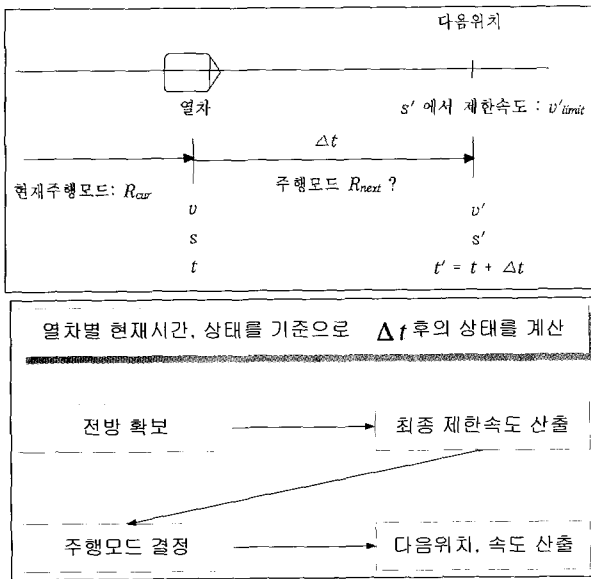 다음위치
열차
s' 에서 제한속도 : v'limit
Δt
현재주행모드: Rcur
주행모드 Rnext ?
v
v'
s
s'
t
t' = t + Δt
열차별 현재시간, 상태를 기준으로 Δt 후의 상태를 계산
전방 확보
최종 제한속도 산출
주행모드 결정
다음위치, 속도 산출